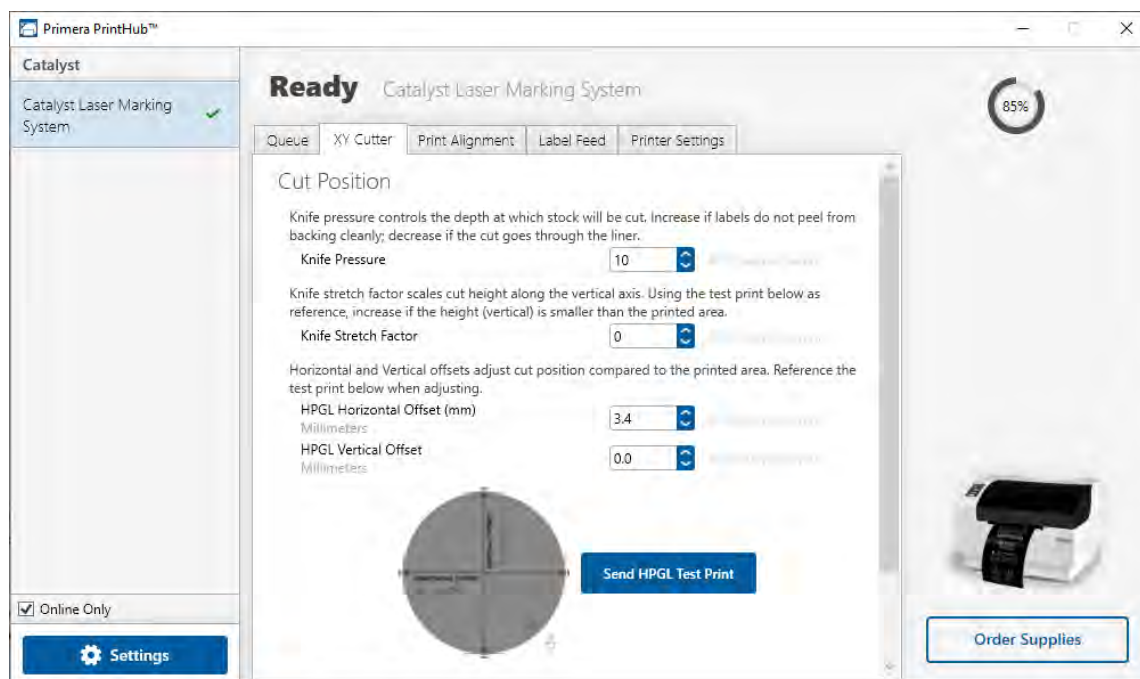 Primera PrintHub™
Catalyst
Catalyst Laser Marking
System
Ready Catalyst Laser Marking System
85%
Queue XY Cutter Print Alignment Label Feed Printer Settings
Cut Position
Knife pressure controls the depth at which stock will be cut. Increase if labels do not peel from
backing cleanly; decrease if the cut goes through the liner.
Knife Pressure 10
Knife stretch factor scales cut height along the vertical axis. Using the test print below as
reference, increase if the height (vertical) is smaller than the printed area.
Knife Stretch Factor 0
Horizontal and Vertical offsets adjust cut position compared to the printed area. Reference the
test print below when adjusting.
HPGL Horizontal Offset (mm) 3.4
Millimeters
HPGL Vertical Offset 0.0
Millimeters
Send HPGL Test Print
Online Only
Settings
Order Supplies